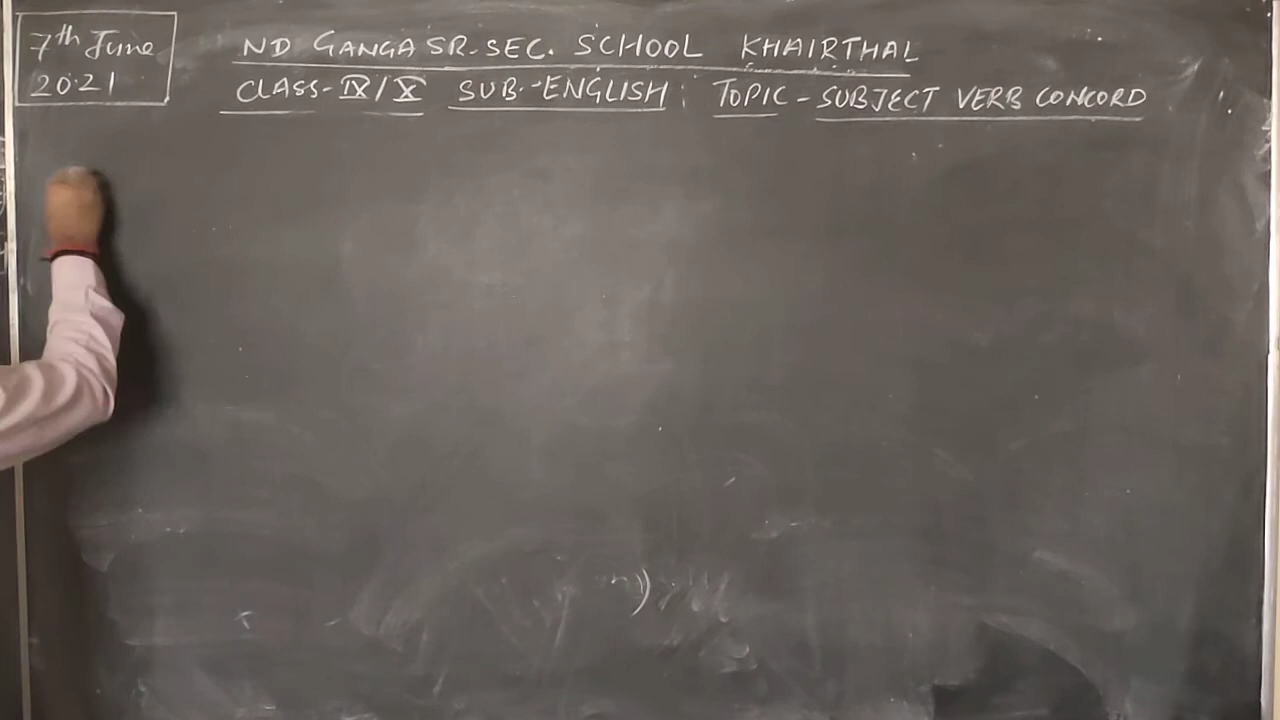 7th June
2021
ND GANGA SR. SEC. SCHOOL KHAIRTHAL
CLASS-IX/X SUB.-ENGLISH: TOPIC-SUBJECT VERB CONCORD